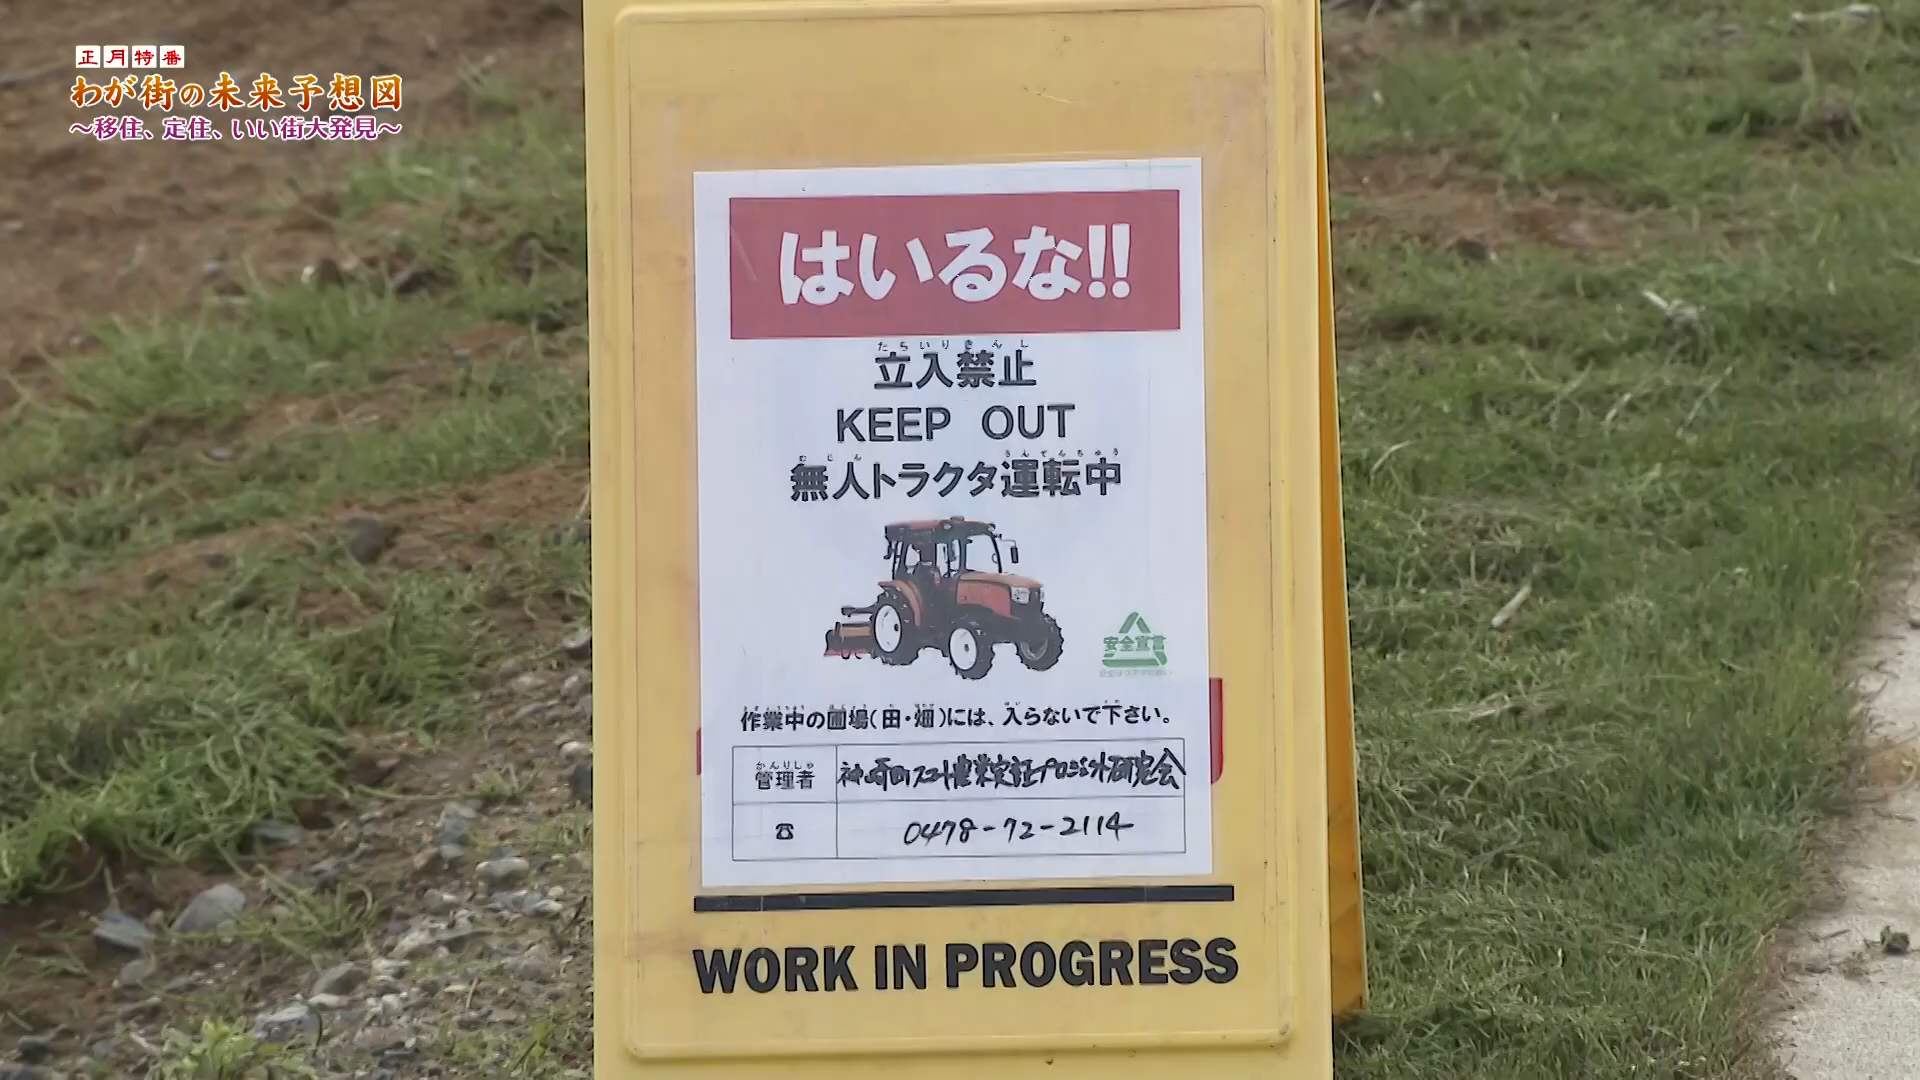 正月特番
わが街の未来予想図
～移住、定住、いい街大発見～
はいるな!!
たちいりきんし
立入禁止
KEEP OUT
むじん うんてんちゅう
無人トラクタ運転中
安全宣言
作業中の圃場(田・畑)には、入らないで下さい。
かんりしゃ
管理者 神崎町スマート農業実証プロジェクト研究会
☎ 0478-72-2114
WORK IN PROGRESS